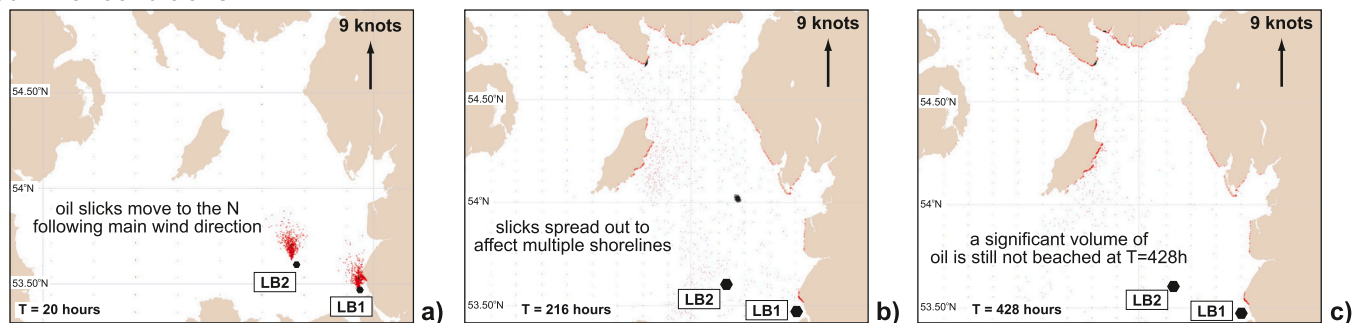 9 knots
54.50°N
54°N
oil slicks move to the N
following main wind direction
LB2
53.50°N
LB1
T = 20 hours
a)
9 knots
54.50°N
54°N
slicks spread out to
affect multiple shorelines
LB2
53.50°N
LB1
T = 216 hours
b)
9 knots
54.50°N
54°N
a significant volume of
oil is still not beached at T=428h
LB2
53.50°N
LB1
T = 428 hours
c)